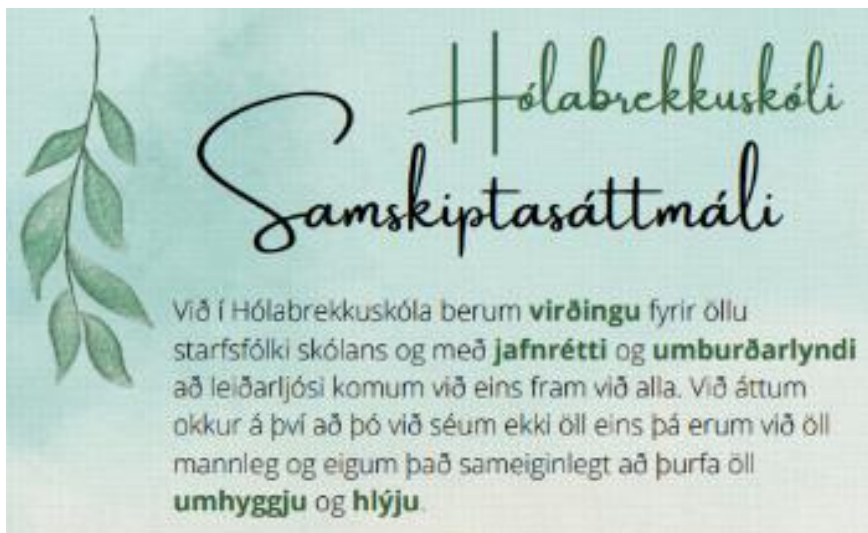 Hólabrekkuskóli
Samskiptasáttmáli
Við í Hólabrekkuskóla berum virðingu fyrir öllu
starfsfólki skólans og með jafnrétti og umburðarlyndi
að leiðarljósi komum við eins fram við alla. Við áttum
okkur á því að þó við séum ekki öll eins þá erum við öll
mannleg og eigum það sameiginlegt að þurfa öll
umhyggju og hlýju.